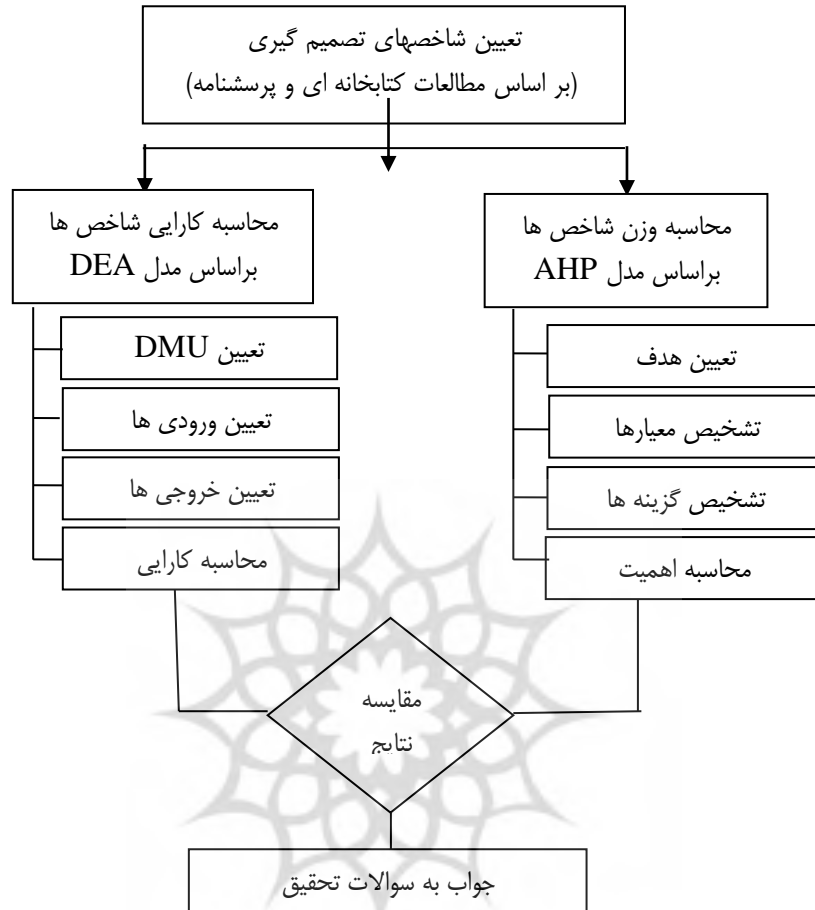 تعیین شاخصهای تصمیم گیری
(بر اساس مطالعات کتابخانه ای و پرسشنامه)
محاسبه وزن شاخص ها
براساس مدل AHP
تعیین هدف
تشخیص معیارها
تشخیص گزینه ها
محاسبه اهمیت
محاسبه کارایی شاخص ها
براساس مدل DEA
تعیین DMU
تعیین ورودی ها
تعیین خروجی ها
محاسبه کارایی
مقایسه
نتایج
جواب به سوالات تحقیق